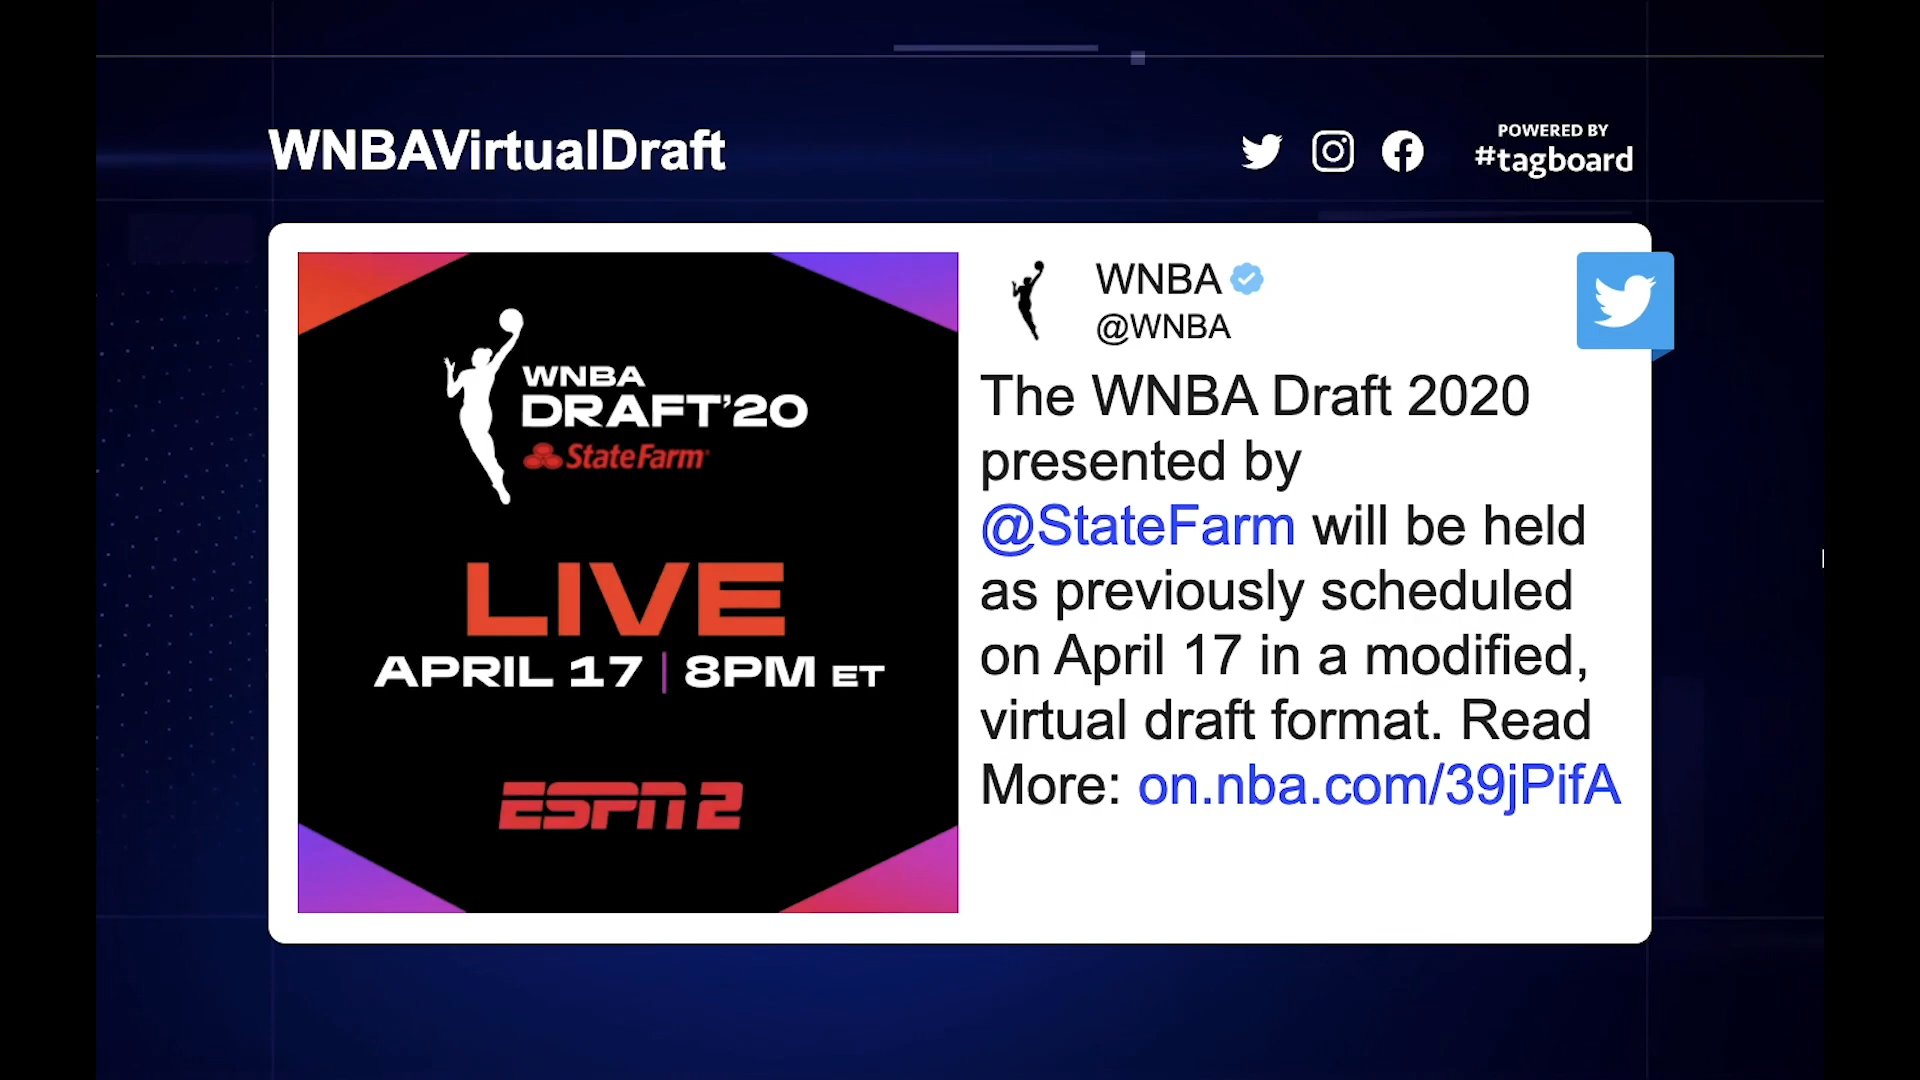 WNBAVirtualDraft
POWERED BY
#tagboard
WNBA
DRAFT'20
StateFarm
LIVE
APRIL 17 | 8PM ET
ESPN2
WNBA
@WNBA
The WNBA Draft 2020
presented by
@StateFarm will be held
as previously scheduled
on April 17 in a modified,
virtual draft format. Read
More: on.nba.com/39jPifA